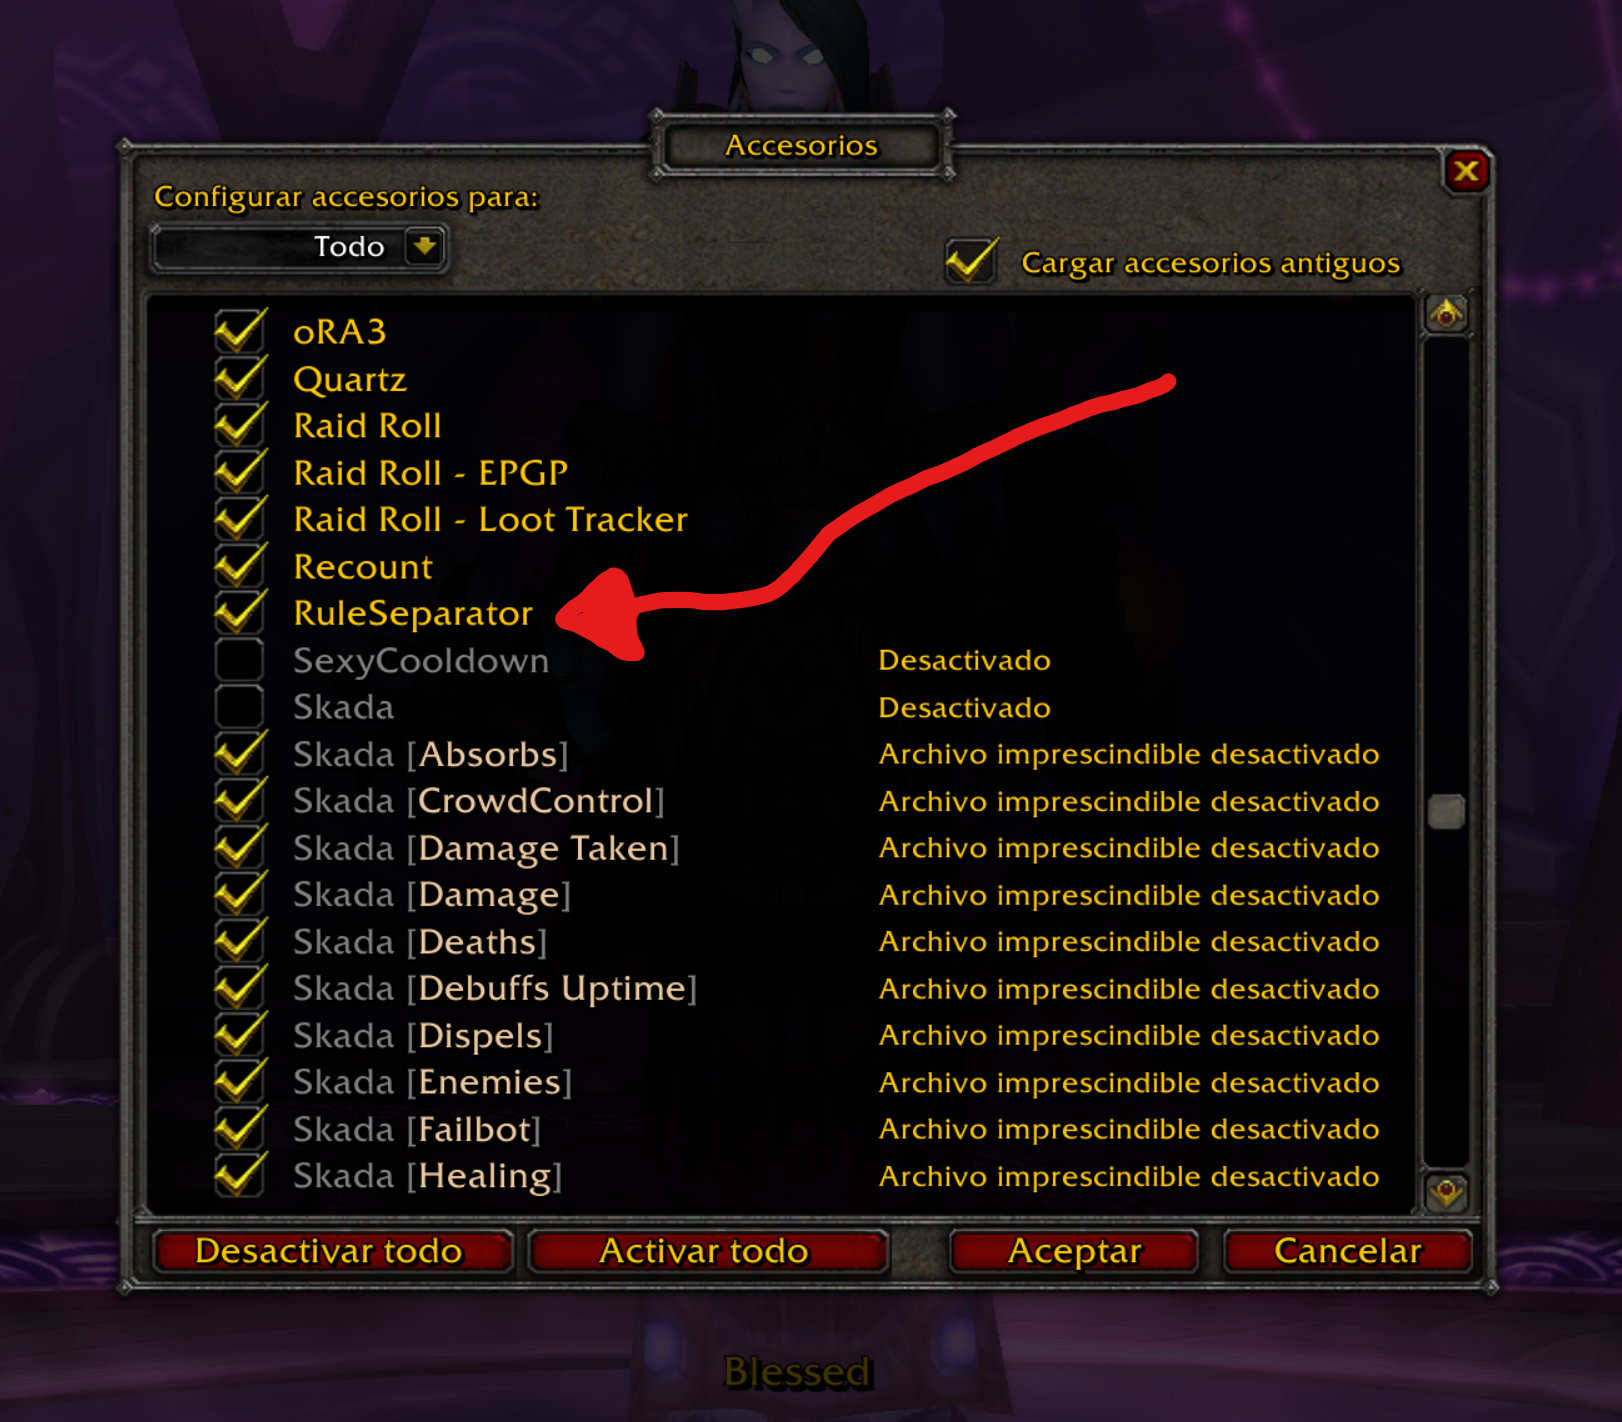 Accesorios
Configurar accesorios para:
Todo
Cargar accesorios antiguos
oRA3
Quartz
Raid Roll
Raid Roll - EPGP
Raid Roll - Loot Tracker
Recount
RuleSeparator
SexyCooldown Desactivado
Skada Desactivado
Skada [Absorbs] Archivo imprescindible desactivado
Skada [CrowdControl] Archivo imprescindible desactivado
Skada [Damage Taken] Archivo imprescindible desactivado
Skada [Damage] Archivo imprescindible desactivado
Skada [Deaths] Archivo imprescindible desactivado
Skada [Debuffs Uptime] Archivo imprescindible desactivado
Skada [Dispels] Archivo imprescindible desactivado
Skada [Enemies] Archivo imprescindible desactivado
Skada [Failbot] Archivo imprescindible desactivado
Skada [Healing] Archivo imprescindible desactivado
Desactivar todo Activar todo Aceptar Cancelar
Blessed